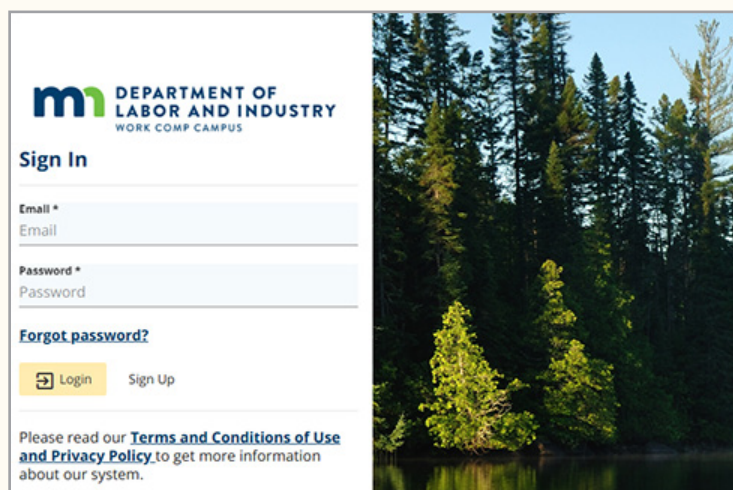 mn DEPARTMENT OF
LABOR AND INDUSTRY
WORK COMP CAMPUS
Sign In
Email *
Email
Password *
Password
Forgot password?
Login Sign Up
Please read our Terms and Conditions of Use
and Privacy Policy to get more information
about our system.